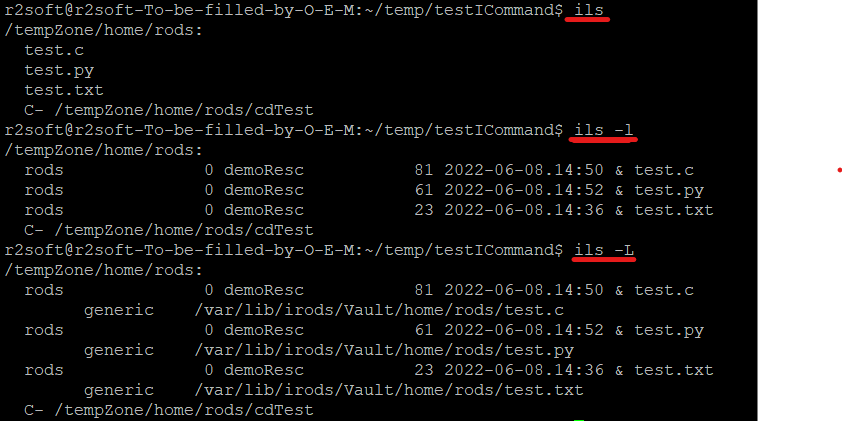 r2soft@r2soft-To-be-filled-by-O-E-M:~/temp/testICommand$ ils
/tempZone/home/rods:
  test.c
  test.py
  test.txt
  C- /tempZone/home/rods/cdTest
r2soft@r2soft-To-be-filled-by-O-E-M:~/temp/testICommand$ ils -l
/tempZone/home/rods:
  rods              0 demoResc           81 2022-06-08.14:50 & test.c
  rods              0 demoResc           61 2022-06-08.14:52 & test.py
  rods              0 demoResc           23 2022-06-08.14:36 & test.txt
  C- /tempZone/home/rods/cdTest
r2soft@r2soft-To-be-filled-by-O-E-M:~/temp/testICommand$ ils -L
/tempZone/home/rods:
  rods              0 demoResc           81 2022-06-08.14:50 & test.c
        generic    /var/lib/irods/Vault/home/rods/test.c
  rods              0 demoResc           61 2022-06-08.14:52 & test.py
        generic    /var/lib/irods/Vault/home/rods/test.py
  rods              0 demoResc           23 2022-06-08.14:36 & test.txt
        generic    /var/lib/irods/Vault/home/rods/test.txt
  C- /tempZone/home/rods/cdTest